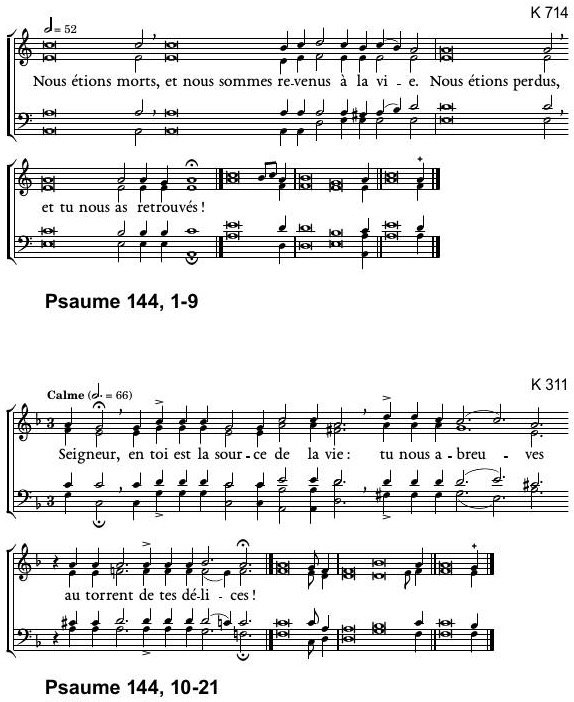 K 714
= 52
Nous étions morts, et nous sommes re-venus à la vi - e. Nous étions perdus,
et tu nous as retrouvés !
Psaume 144, 1-9
K 311
Calme ( = 66)
3
Seigneur, en toi est la sour - ce de la vie : tu nous a - breu - ves
3
au torrent de tes dé-li - ces !
Psaume 144, 10-21